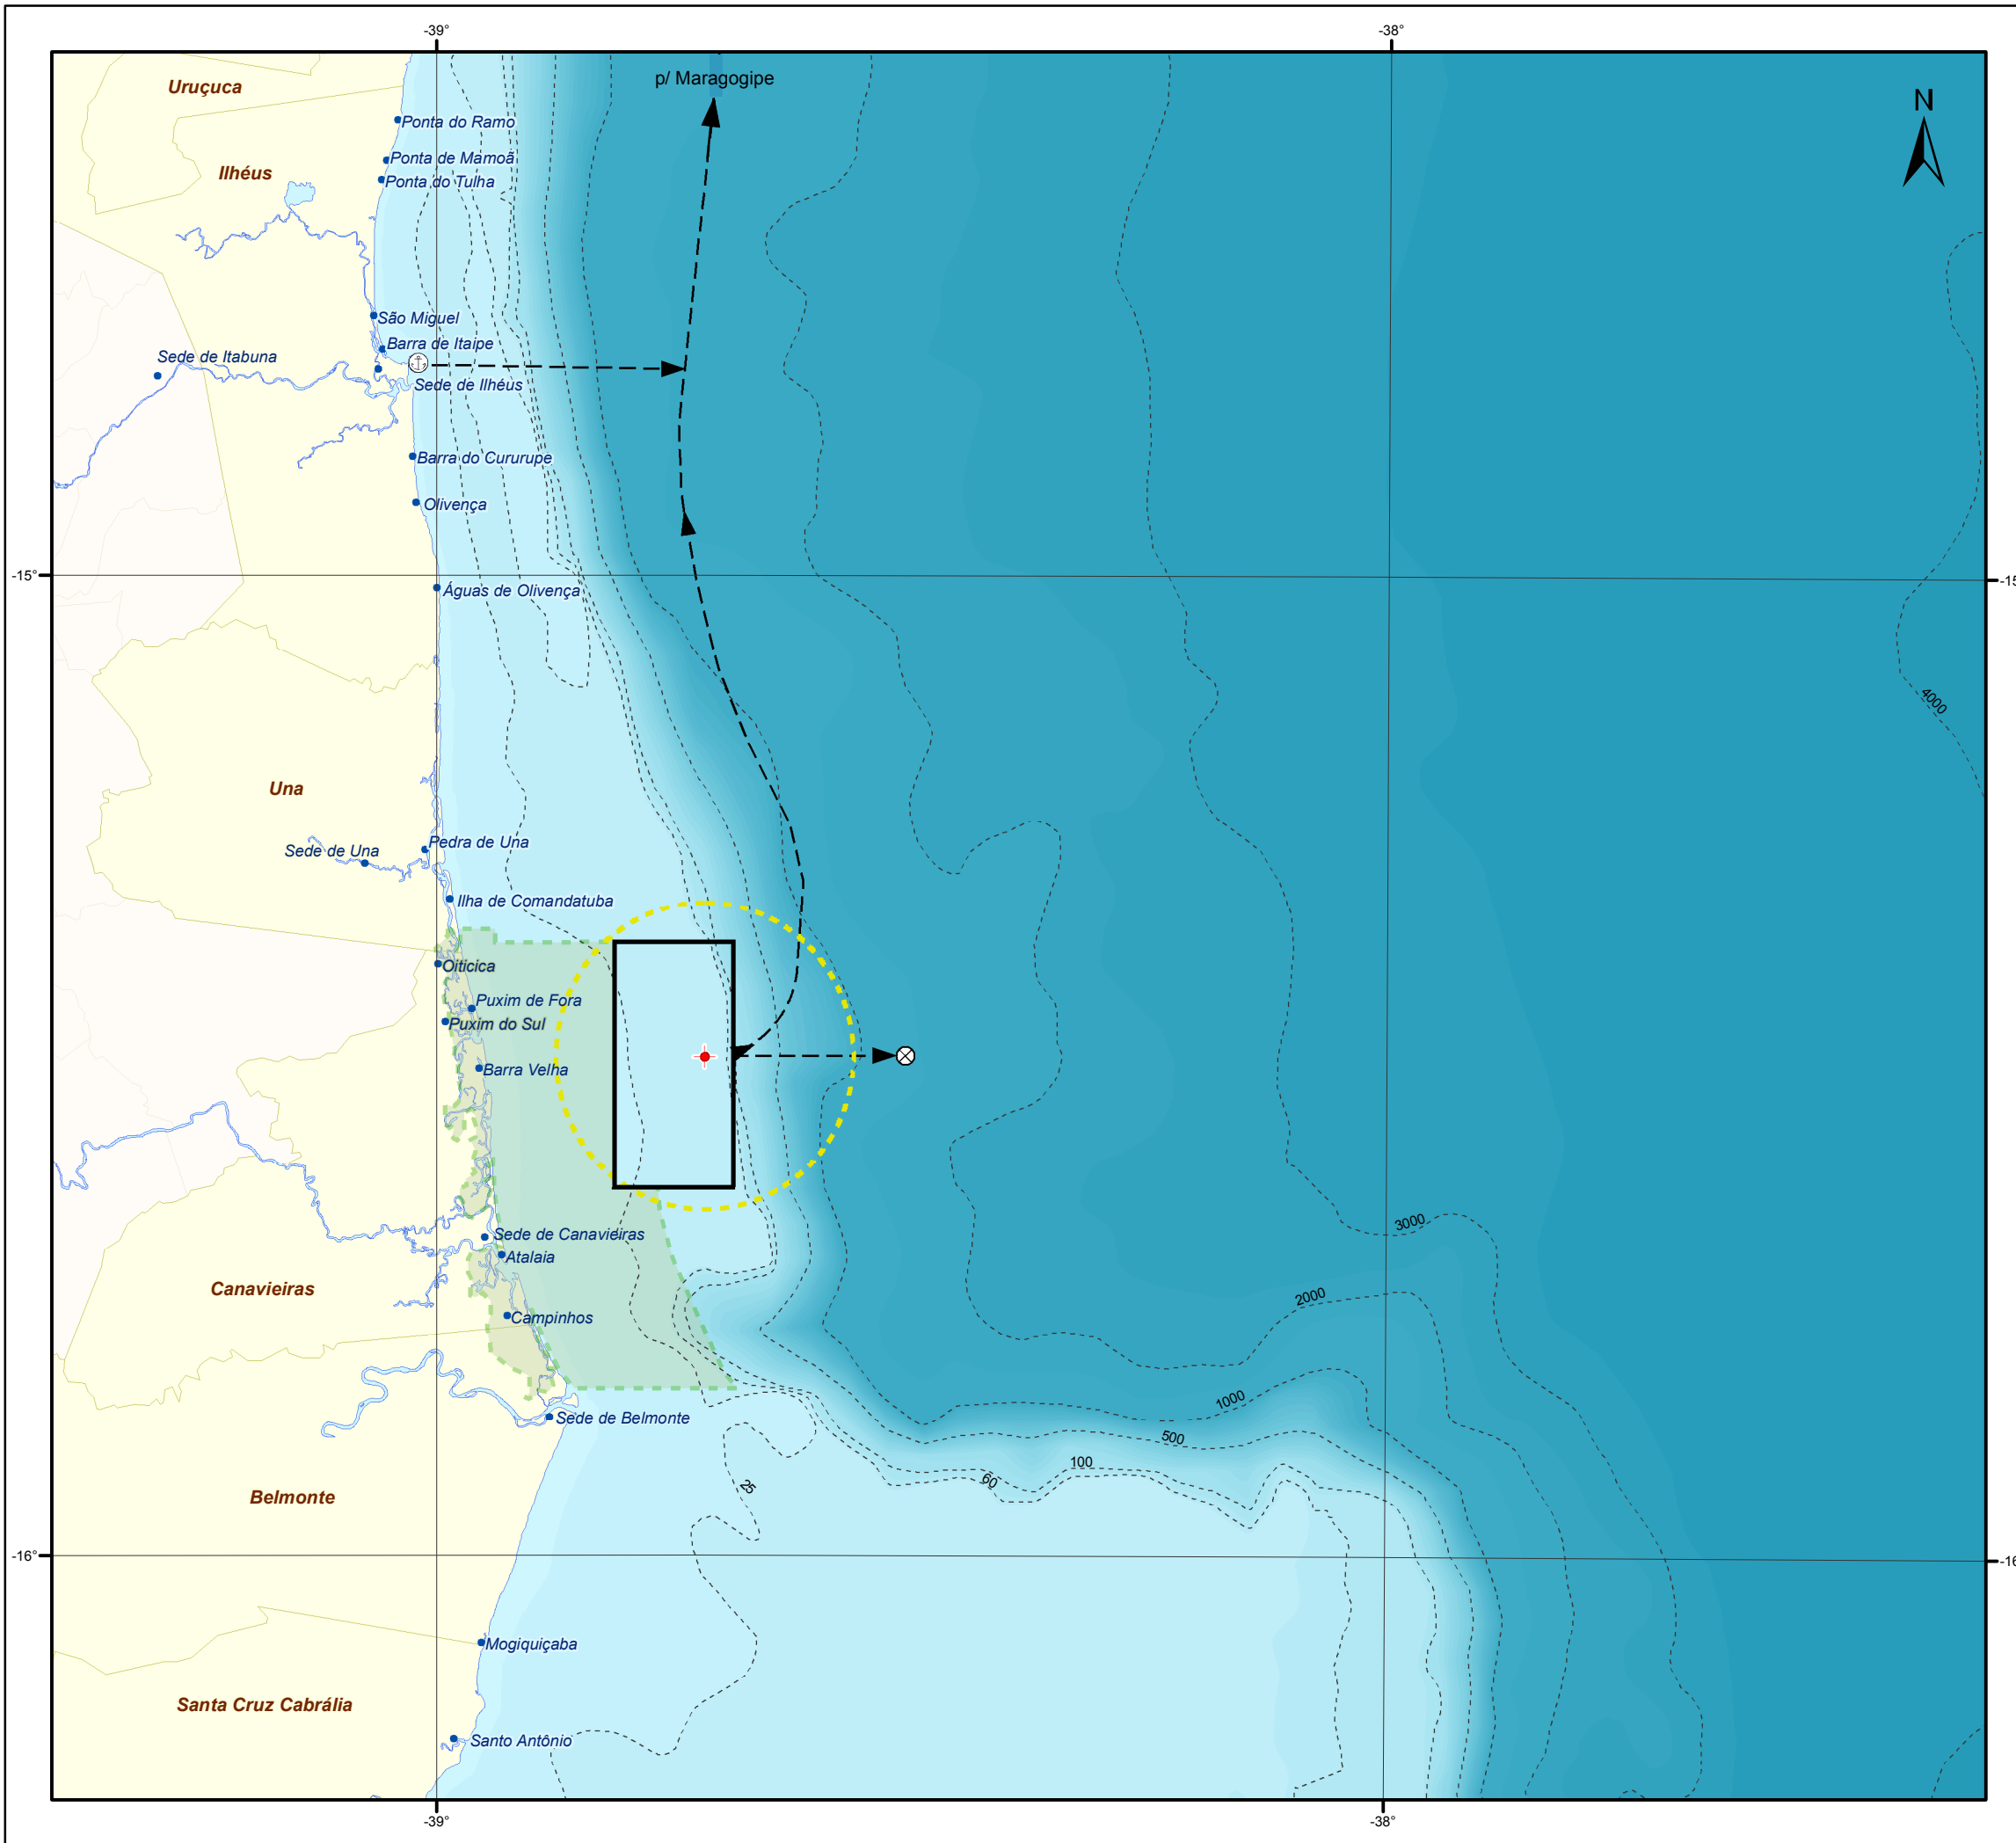 -39°
-38°
p/ Maragogipe
Uruçuca
N
Ponta do Ramo
Ponta de Mamoã
Ilhéus
Ponta do Tulha
São Miguel
Barra de Itaipe
Sede de Itabuna
Sede de Ilhéus
Barra do Cururupe
Olivença
-15°
-15
Águas de Olivença
4000
Una
Pedra de Una
Sede de Una
Ilha de Comandatuba
Oiticica
Puxim de Fora
Puxim do Sul
Barra Velha
3000
Sede de Canavieiras
Atalaia
Canavieiras
2000
Campinhos
1000
Sede de Belmonte
500
100
60
25
Belmonte
-16°
-16
Mogiquiçaba
Santa Cruz Cabrália
Santo Antônio
-39°
-38°